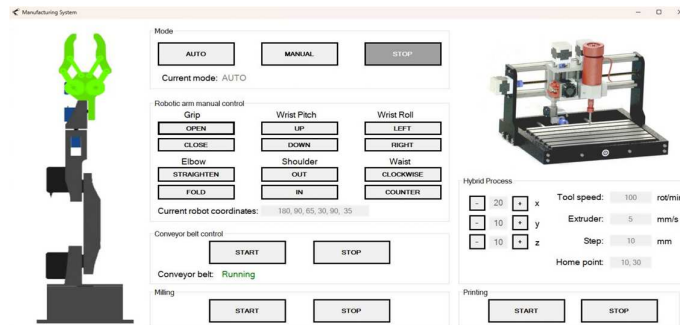 Manufacturing System
Mode
AUTO MANUAL STOP
Current mode: AUTO
Robotic arm manual control
Grip Wrist Pitch Wrist Roll
OPEN UP LEFT
CLOSE DOWN RIGHT
Elbow Shoulder Waist
STRAIGHTEN OUT CLOCKWISE
FOLD IN COUNTER
Current robot coordinates: 180, 90, 65, 30, 90, 35
Conveyor belt control
START STOP
Conveyor belt: Running
Milling
START STOP
Hybrid Process
- 20 + x Tool speed: 100 rot/min
- 10 + y Extruder: 5 mm/s
- 10 + z Step: 10 mm
Home point: 10, 30
Printing
START STOP